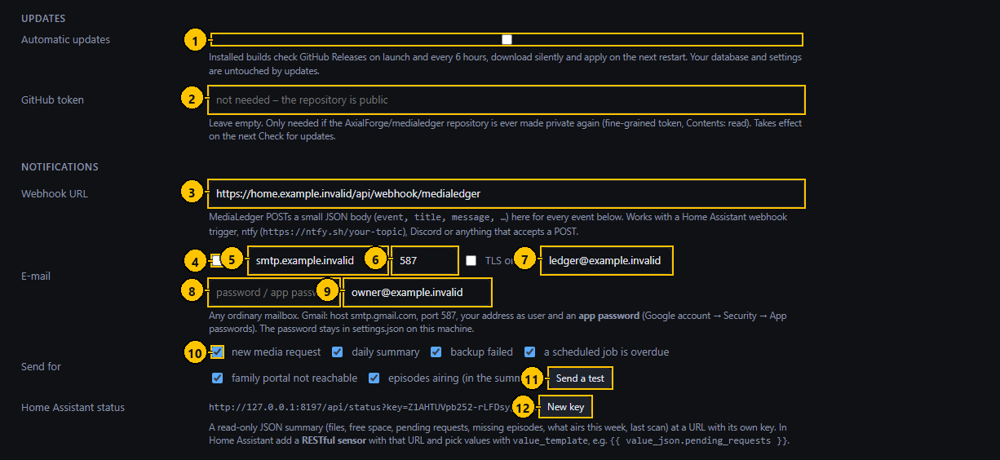 UPDATES
Automatic updates
1
Installed builds check GitHub Releases on launch and every 6 hours, download silently and apply on the next restart. Your database and settings
are untouched by updates.
GitHub token
2
not needed – the repository is public
Leave empty. Only needed if the AxialForge/medialedger repository is ever made private again (fine-grained token, Contents: read). Takes effect
on the next Check for updates.
NOTIFICATIONS
Webhook URL
3
https://home.example.invalid/api/webhook/medialedger
MediaLedger POSTs a small JSON body (event, title, message, …) here for every event below. Works with a Home Assistant webhook
trigger, ntfy (https://ntfy.sh/your-topic), Discord or anything that accepts a POST.
E-mail
4 5 smtp.example.invalid 6 587 TLS 7 ledger@example.invalid
8 password / app 9 owner@example.invalid
Any ordinary mailbox. Gmail: host smtp.gmail.com, port 587, your address as user and an app password (Google account → Security → App
passwords). The password stays in settings.json on this machine.
Send for
10 new media request daily summary backup failed a scheduled job is overdue
family portal not reachable episodes airing (in the 11 Send a test
Home Assistant status
http://127.0.0.1:8197/api/status?key=Z1AHTUVpb252-rLFDsy 12 New key
A read-only JSON summary (files, free space, pending requests, missing episodes, what airs this week, last scan) at a URL with its own key. In
Home Assistant add a RESTful sensor with that URL and pick values with value_template, e.g. {{ value_json.pending_requests }}.